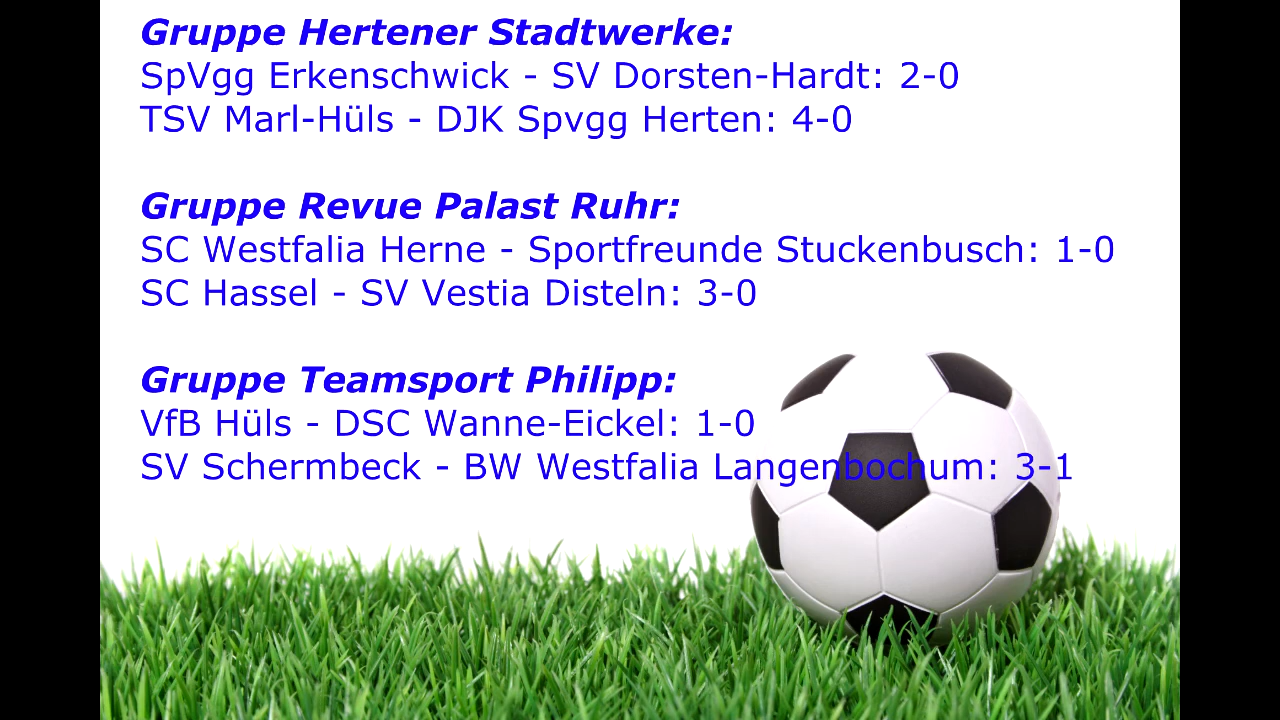 Gruppe Hertener Stadtwerke:
SpVgg Erkenschwick - SV Dorsten-Hardt: 2-0
TSV Marl-Hüls - DJK Spvgg Herten: 4-0
Gruppe Revue Palast Ruhr:
SC Westfalia Herne - Sportfreunde Stuckenbusch: 1-0
SC Hassel - SV Vestia Disteln: 3-0
Gruppe Teamsport Philipp:
VfB Hüls - DSC Wanne-Eickel: 1-0
SV Schermbeck - BW Westfalia Langenbochum: 3-1